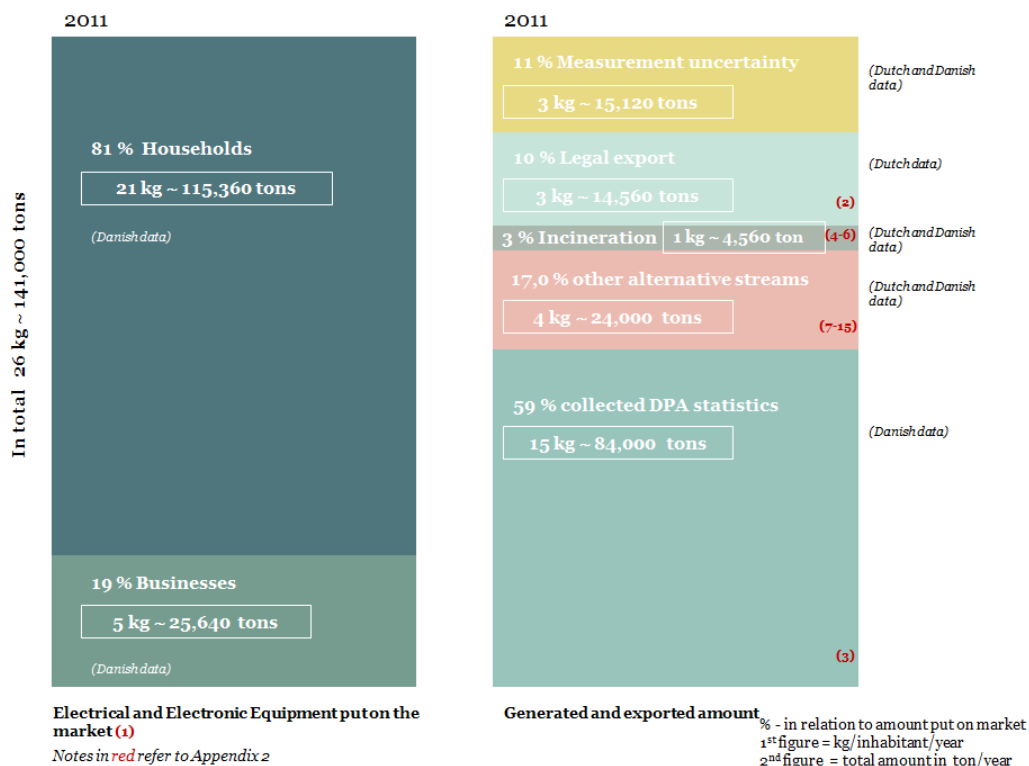 2011
In total 26 kg ~ 141,000 tons
81 % Households
21 kg ~ 115,360 tons
(Danish data)
19 % Businesses
5 kg ~ 25,640 tons
(Danish data)
Electrical and Electronic Equipment put on the
market (1)
Notes in red refer to Appendix 2
2011
11 % Measurement uncertainty
3 kg ~ 15,120 tons
(Dutch and Danish
data)
10 % Legal export
3 kg ~ 14,560 tons
(2)
(Dutch data)
3 % Incineration
1 kg ~ 4,560 ton
(4-6)
(Dutch and Danish
data)
17,0 % other alternative streams
4 kg ~ 24,000 tons
(7-15)
(Dutch and Danish
data)
59 % collected DPA statistics
15 kg ~ 84,000 tons
(Danish data)
(3)
Generated and exported amount
% - in relation to amount put on market
1st figure = kg/inhabitant/year
2nd figure = total amount in ton/year